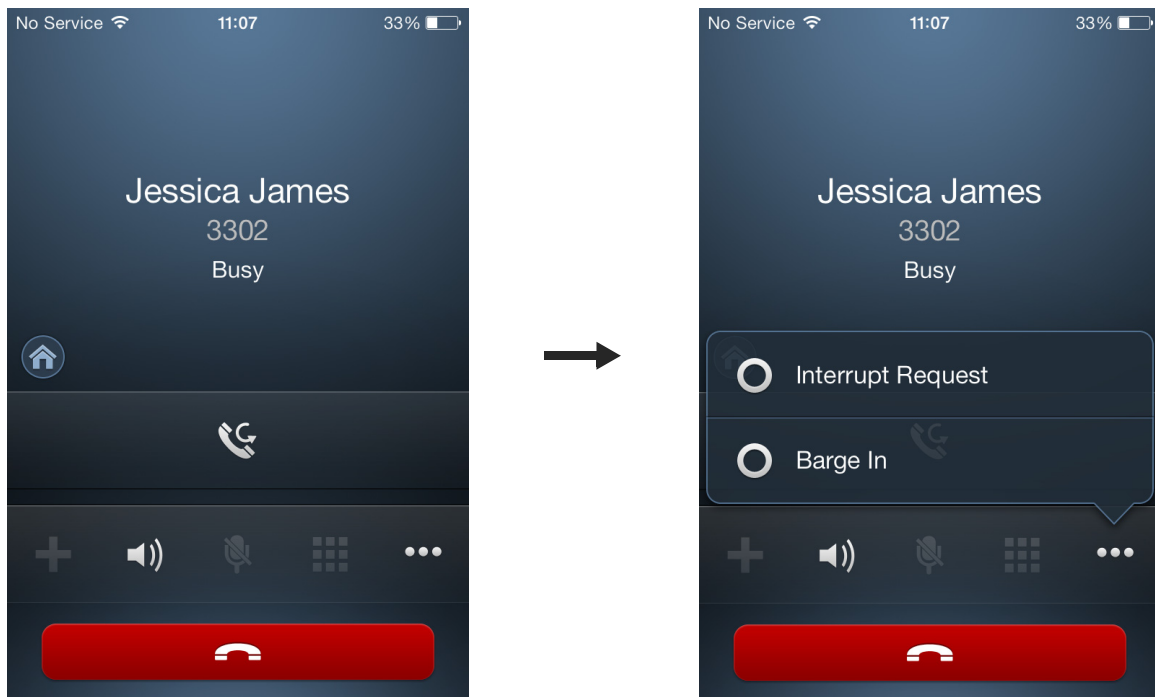 No Service 11:07 33%
Jessica James
3302
Busy
No Service 11:07 33%
Jessica James
3302
Busy
Interrupt Request
Barge In